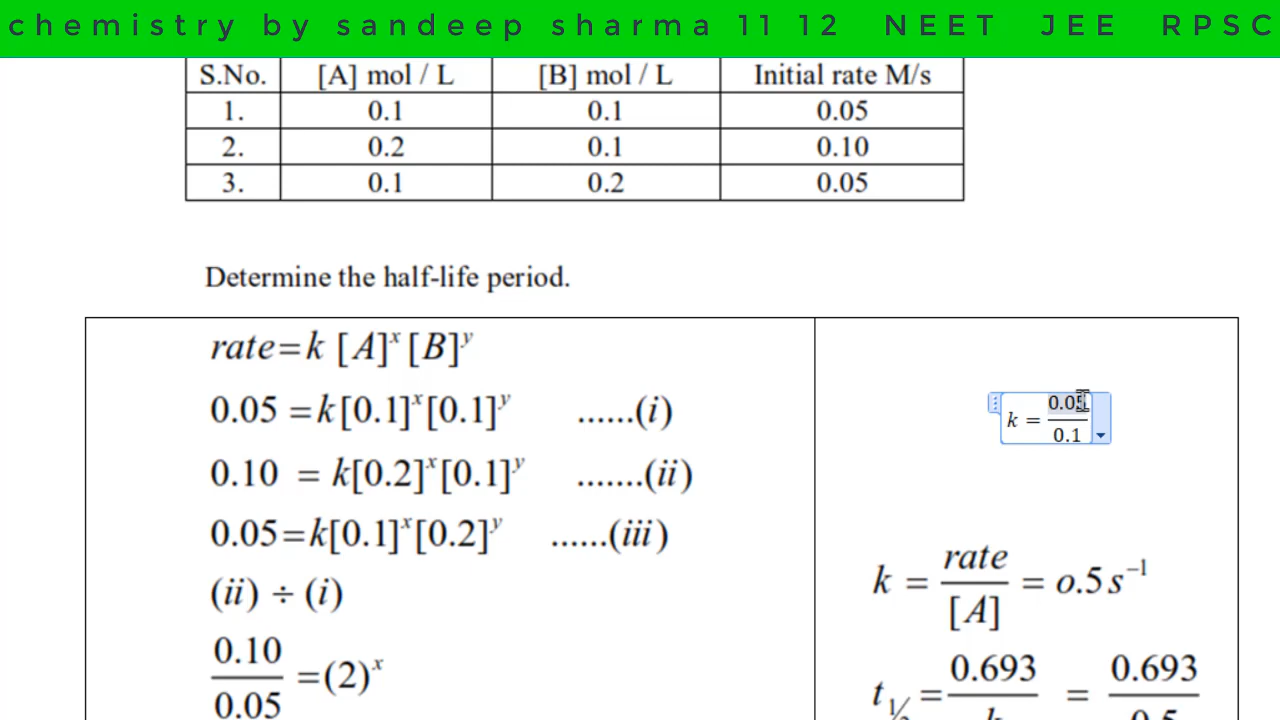 chemistry by sandeep sharma 11 12 NEET JEE RPSC
S.No. [A] mol / L [B] mol / L Initial rate M/s
1. 0.1 0.1 0.05
2. 0.2 0.1 0.10
3. 0.1 0.2 0.05
Determine the half-life period.
rate=k [A]^x [B]^y
0.05 =k[0.1]^x[0.1]^y ......(i)
0.10 = k[0.2]^x[0.1]^y .......(ii)
0.05=k[0.1]^x[0.2]^y ......(iii)
(ii) ÷ (i)
0.10
=(2)^x
0.05
0.05
k =
0.1
rate
k = = o.5 s^–1
[A]
0.693 0.693
t_1/2 = =
k 0.5